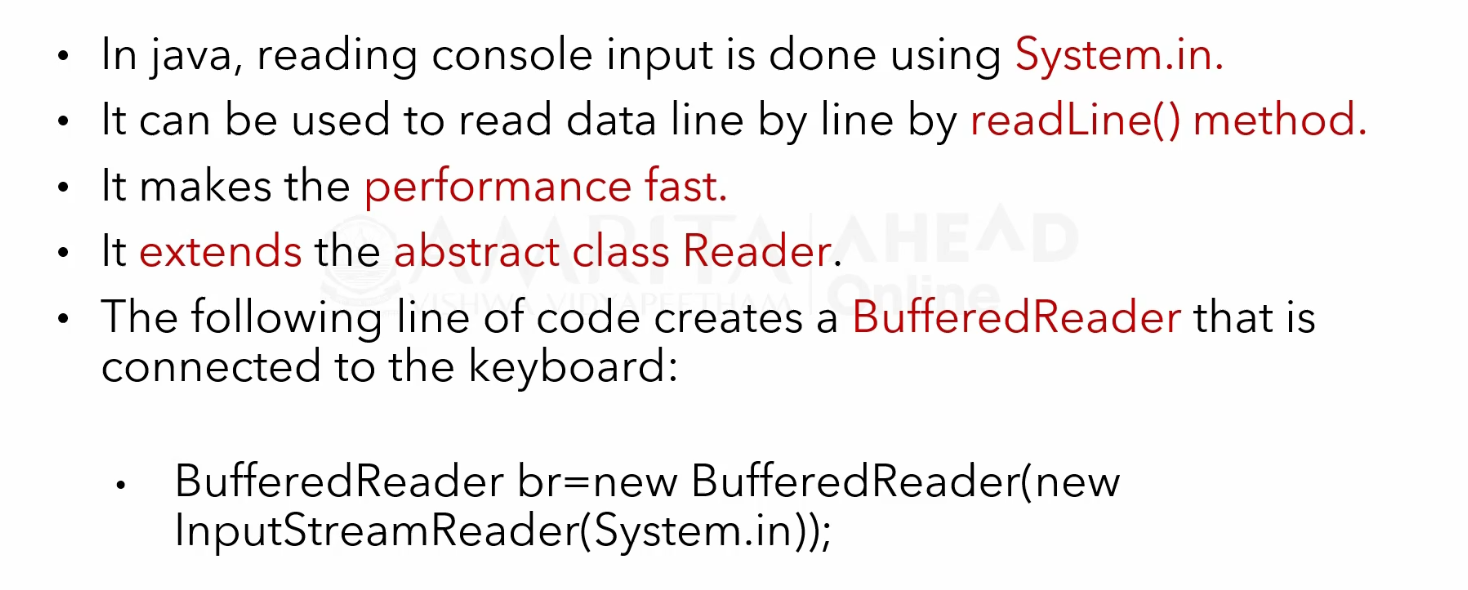 • In java, reading console input is done using System.in.
• It can be used to read data line by line by readLine() method.
• It makes the performance fast.
• It extends the abstract class Reader.
• The following line of code creates a BufferedReader that is
connected to the keyboard:
• BufferedReader br=new BufferedReader(new
InputStreamReader(System.in));
AMRITA
VISHWA VIDYAPEETHAM
AHEAD
Online